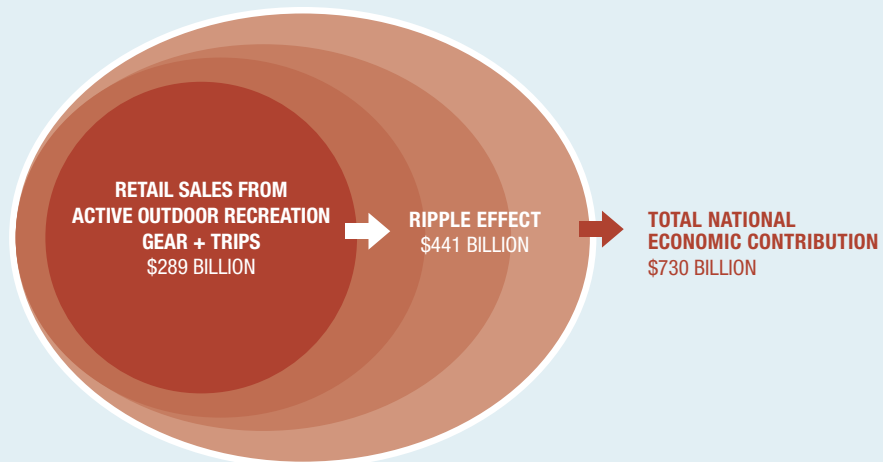 RETAIL SALES FROM
ACTIVE OUTDOOR RECREATION
GEAR + TRIPS
$289 BILLION
RIPPLE EFFECT
$441 BILLION
TOTAL NATIONAL
ECONOMIC CONTRIBUTION
$730 BILLION